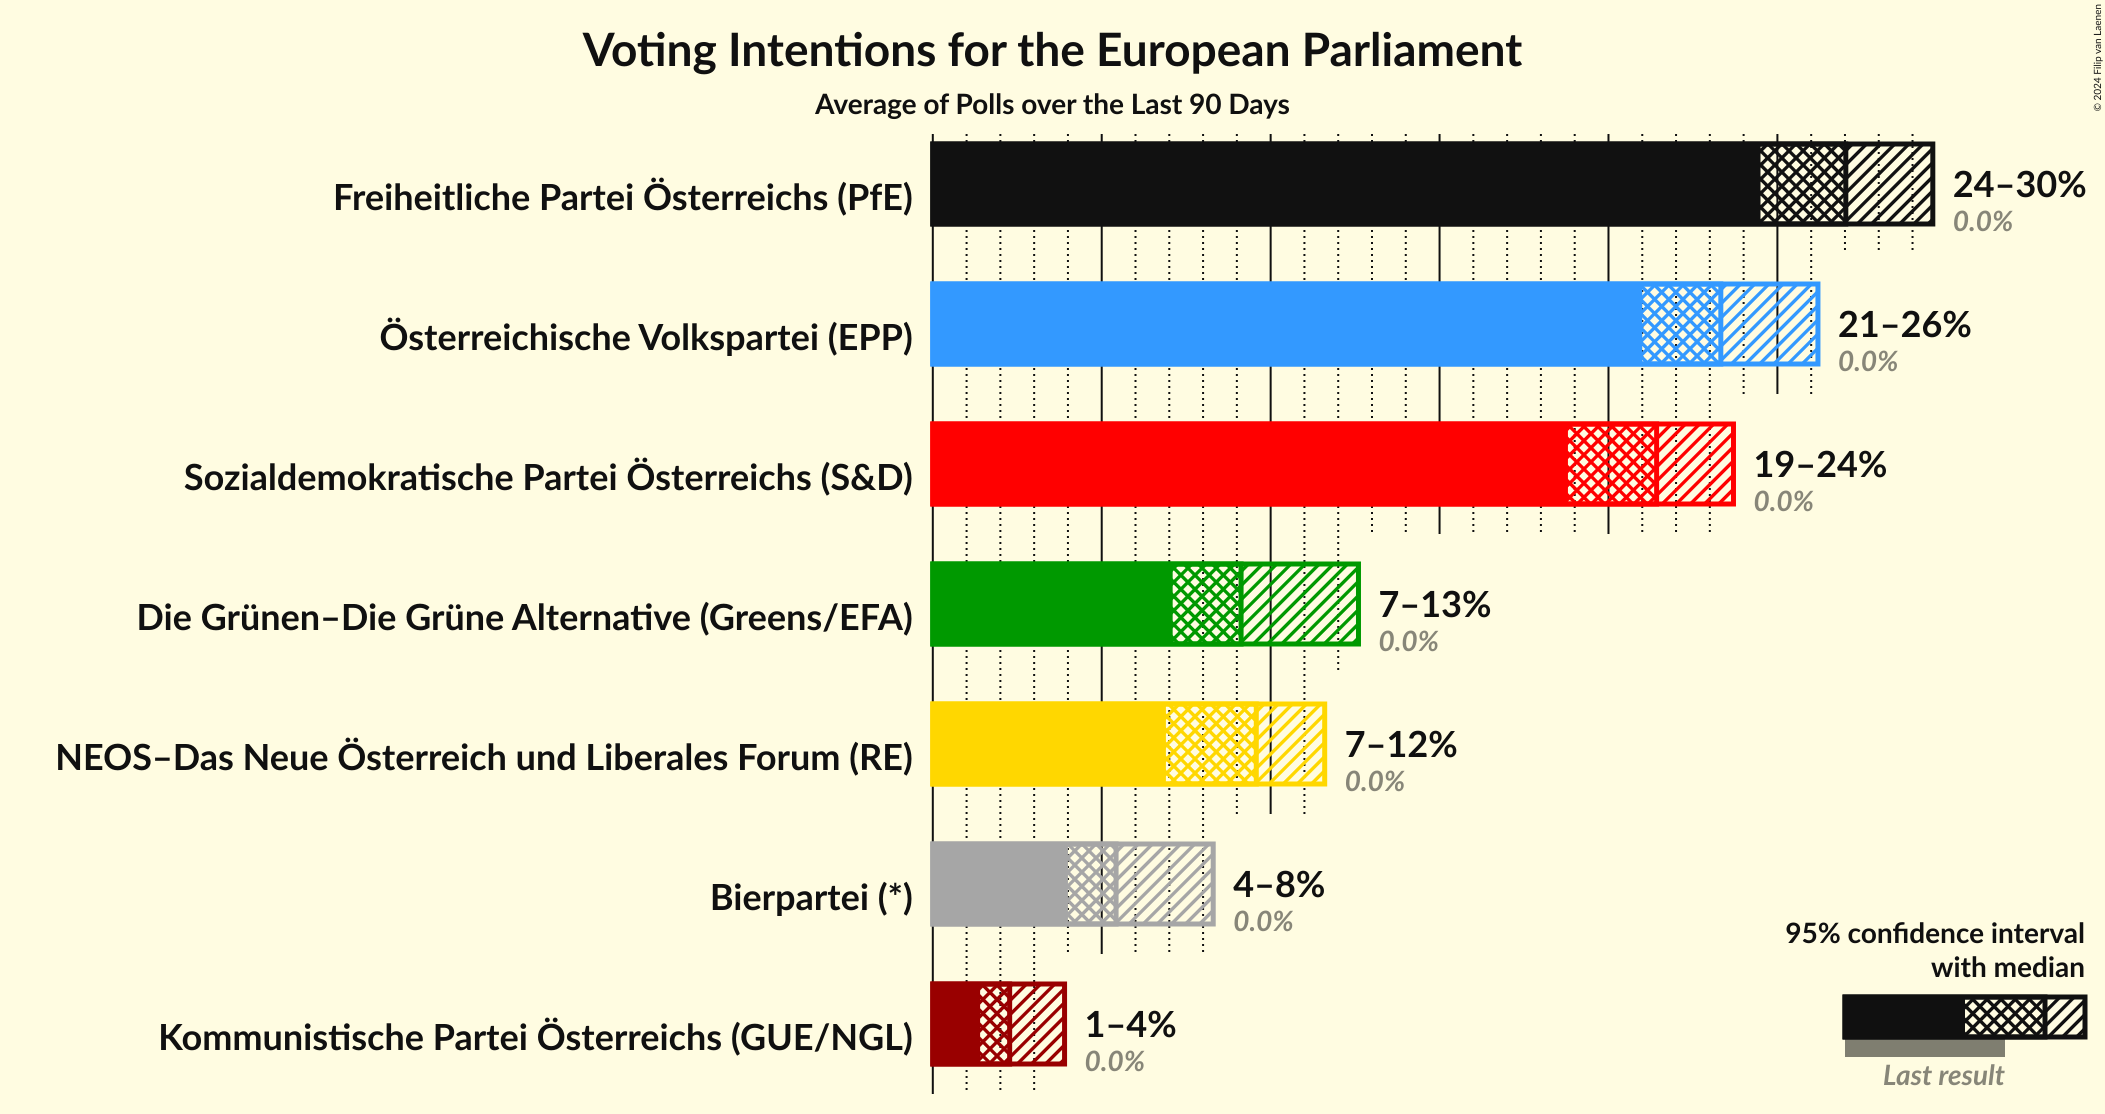 Voting Intentions for the European Parliament
Average of Polls over the Last 90 Days
© 2024 Filip van Laenen
Freiheitliche Partei Österreichs (PfE)
24–30%
0.0%
Österreichische Volkspartei (EPP)
21–26%
0.0%
Sozialdemokratische Partei Österreichs (S&D)
19–24%
0.0%
Die Grünen–Die Grüne Alternative (Greens/EFA)
7–13%
0.0%
NEOS–Das Neue Österreich und Liberales Forum (RE)
7–12%
0.0%
Bierpartei (*)
4–8%
0.0%
Kommunistische Partei Österreichs (GUE/NGL)
1–4%
0.0%
95% confidence interval
with median
Last result